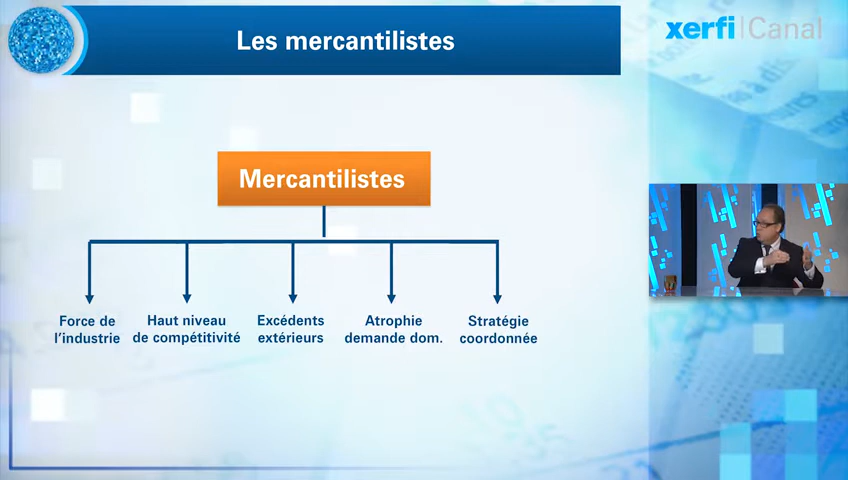 Les mercantilistes
xerfi Canal
Mercantilistes
Force de
l'industrie
Haut niveau
de compétitivité
Excédents
extérieurs
Atrophie
demande dom.
Stratégie
coordonnée